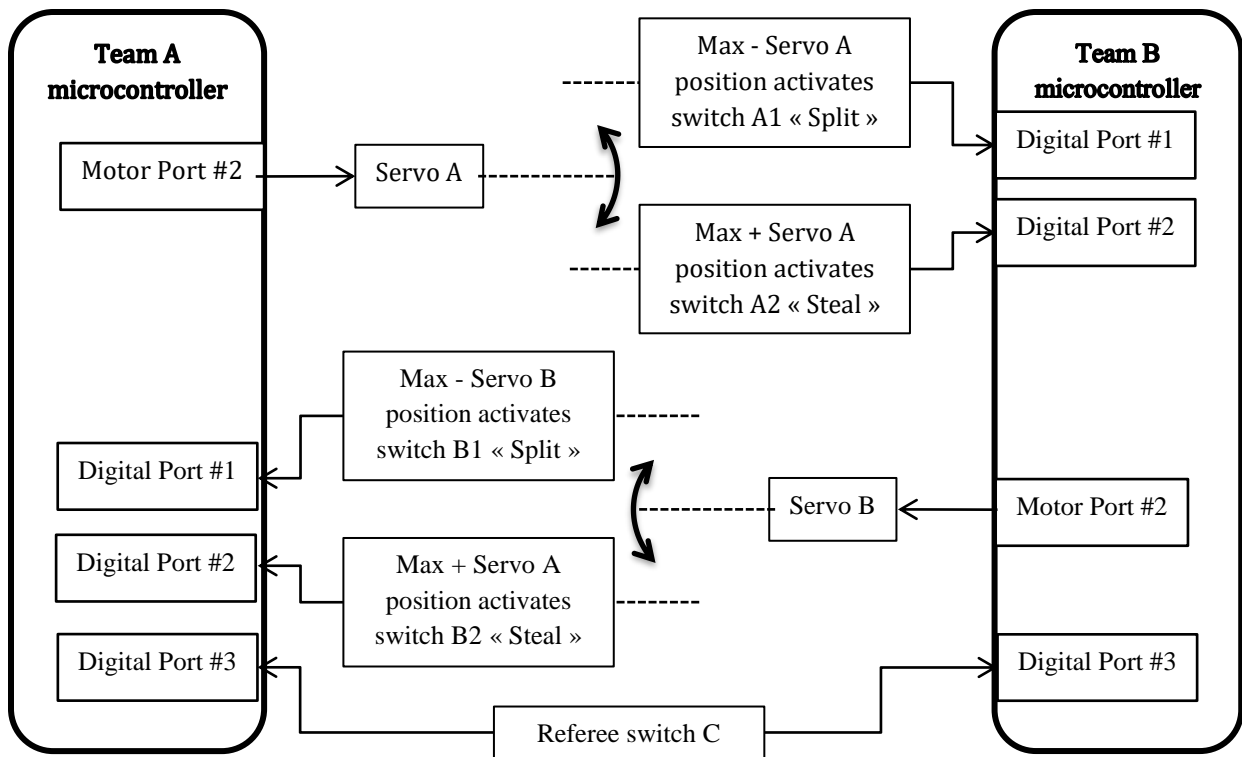 Team A
microcontroller
Motor Port #2
Servo A
Max - Servo A
position activates
switch A1 « Split »
Max + Servo A
position activates
switch A2 « Steal »
Team B
microcontroller
Digital Port #1
Digital Port #2
Max - Servo B
position activates
switch B1 « Split »
Digital Port #1
Digital Port #2
Max + Servo A
position activates
switch B2 « Steal »
Servo B
Motor Port #2
Digital Port #3
Referee switch C
Digital Port #3